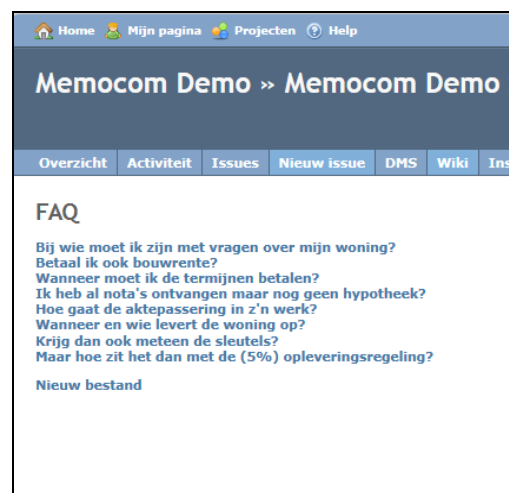 Home Mijn pagina Projecten Help
Memocom Demo » Memocom Demo
Overzicht Activiteit Issues Nieuw issue DMS Wiki Ins
FAQ
Bij wie moet ik zijn met vragen over mijn woning?
Betaal ik ook bouwrente?
Wanneer moet ik de termijnen betalen?
Ik heb al nota's ontvangen maar nog geen hypotheek?
Hoe gaat de aktepassering in z'n werk?
Wanneer en wie levert de woning op?
Krijg dan ook meteen de sleutels?
Maar hoe zit het dan met de (5%) opleveringsregeling?
Nieuw bestand